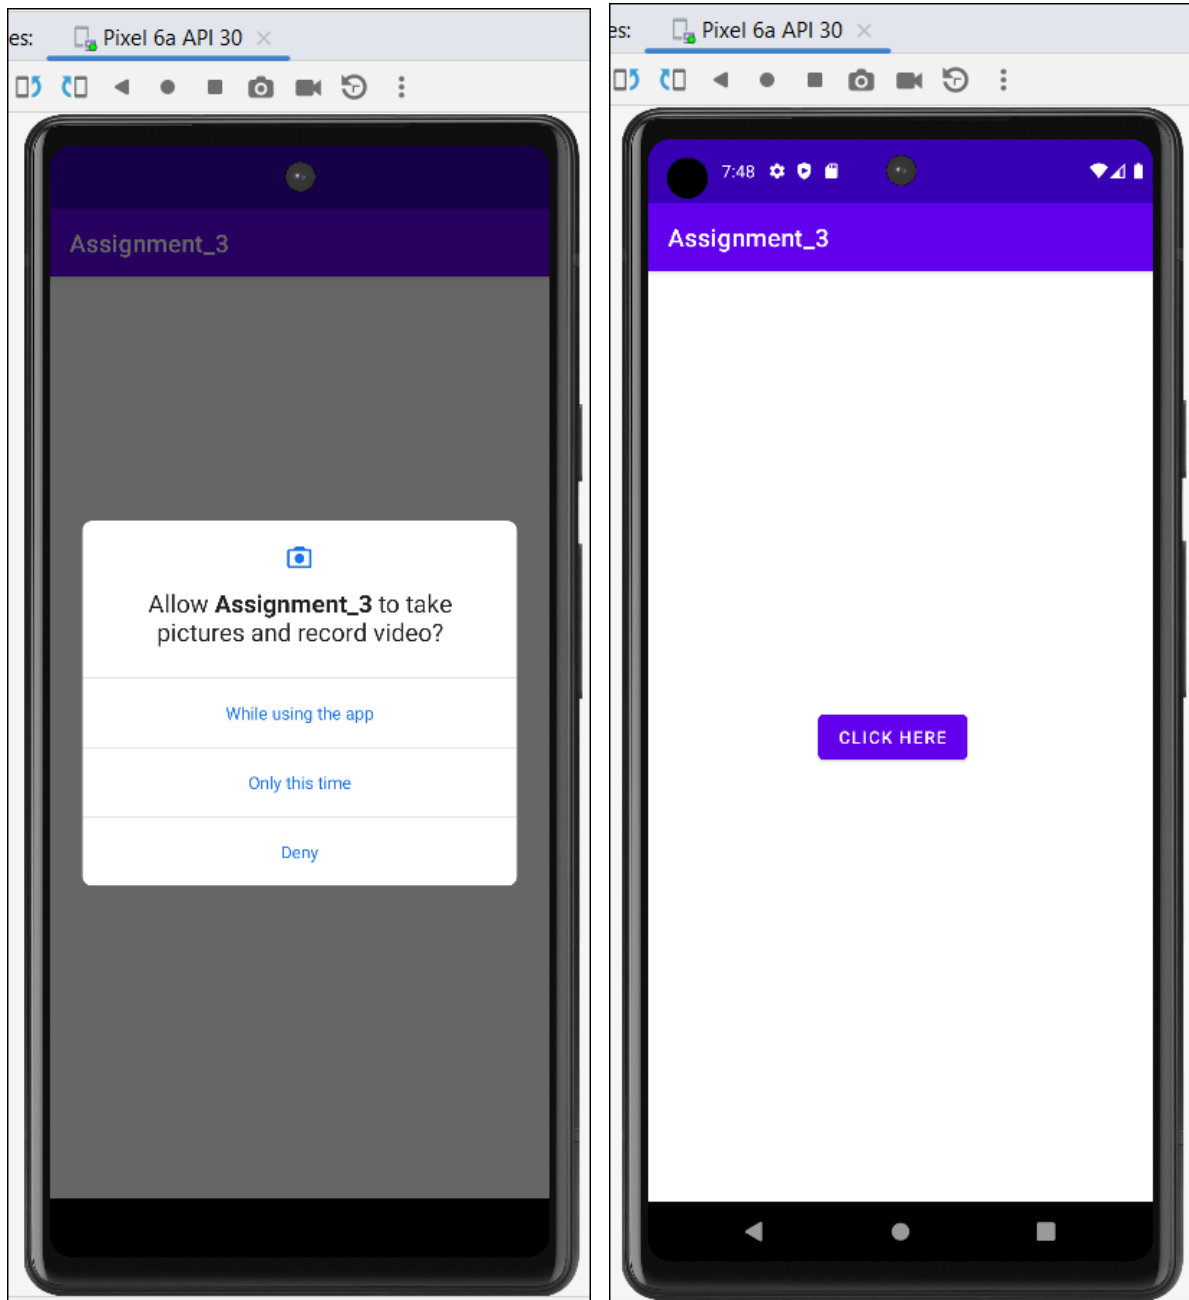 es:
Pixel 6a API 30
Assignment_3
Allow Assignment_3 to take
pictures and record video?
While using the app
Only this time
Deny
es:
Pixel 6a API 30
7:48
Assignment_3
CLICK HERE